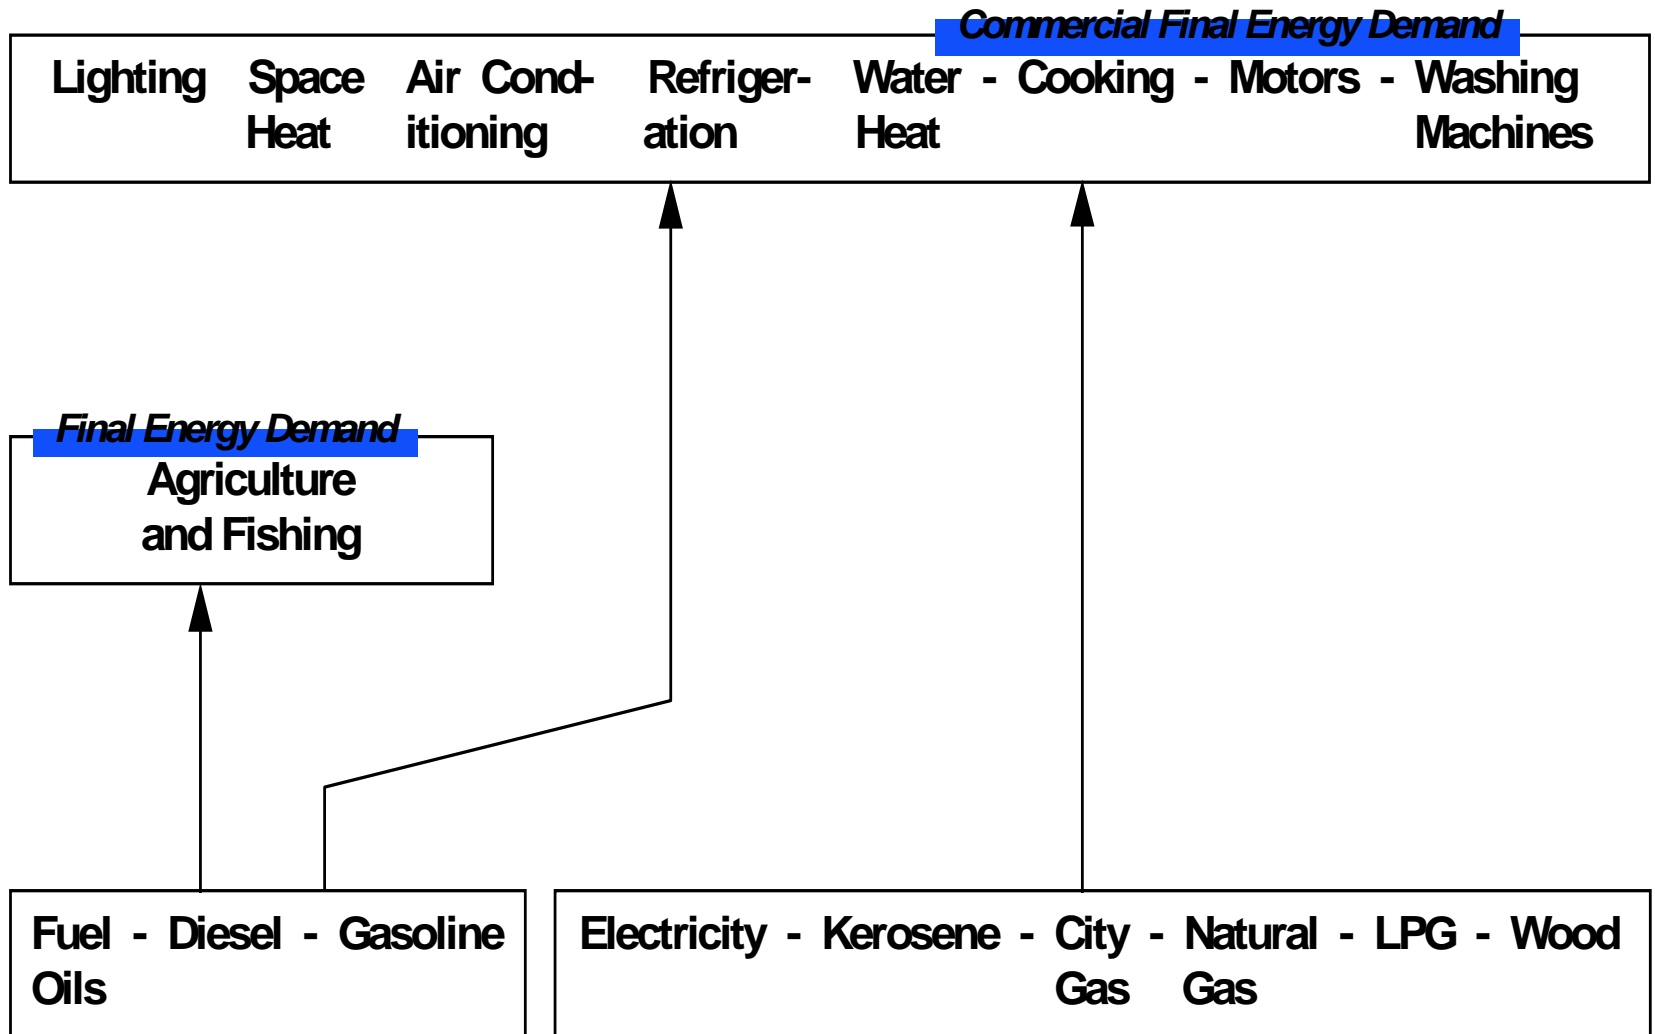 Commercial Final Energy Demand
Lighting Space Air Cond- Refriger- Water - Cooking - Motors - Washing
Heat itioning ation Heat Machines
Final Energy Demand
Agriculture
and Fishing
Fuel - Diesel - Gasoline
Oils
Electricity - Kerosene - City - Natural - LPG - Wood
Gas Gas